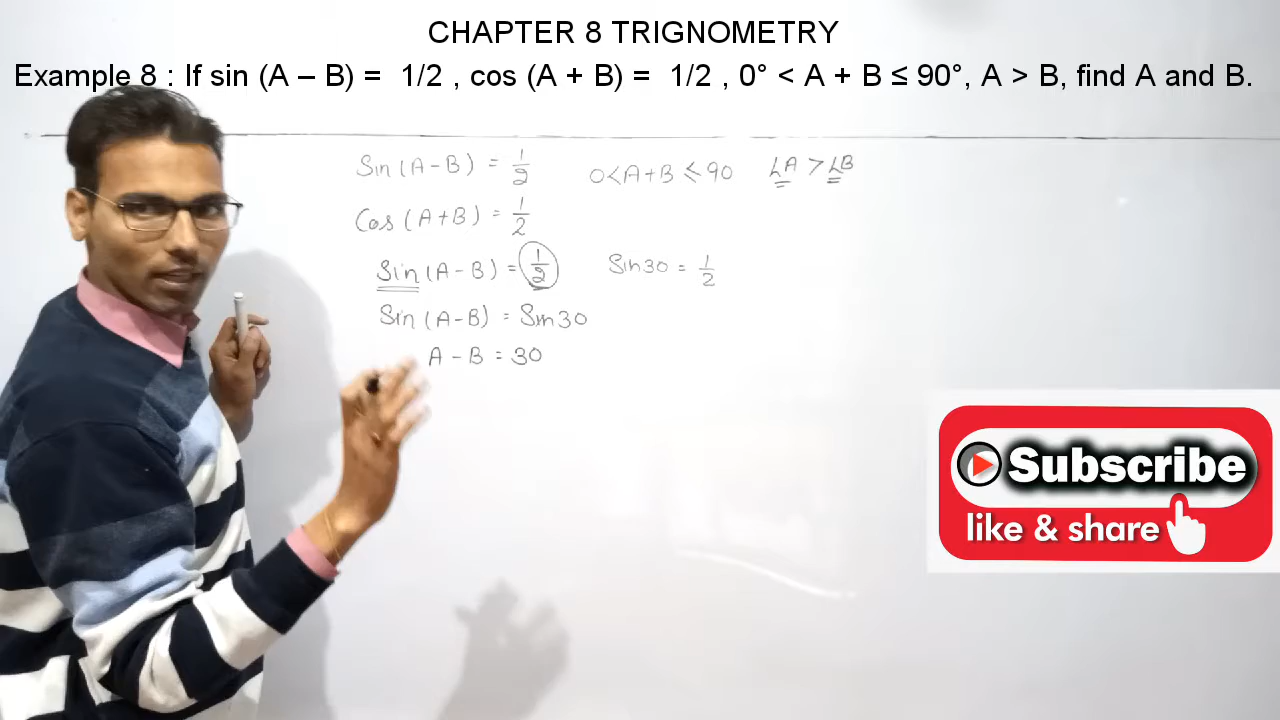 CHAPTER 8 TRIGNOMETRY
Example 8 : If sin (A – B) = 1/2 , cos (A + B) = 1/2 , 0° < A + B ≤ 90°, A > B, find A and B.
Sin (A-B) = 1/2 0<A+B ≤ 90 ∠A > ∠B
Cos (A+B) = 1/2
Sin (A-B) = 1/2 Sin30 = 1/2
Sin (A-B) = Sin30
A - B = 30
Subscribe
like & share